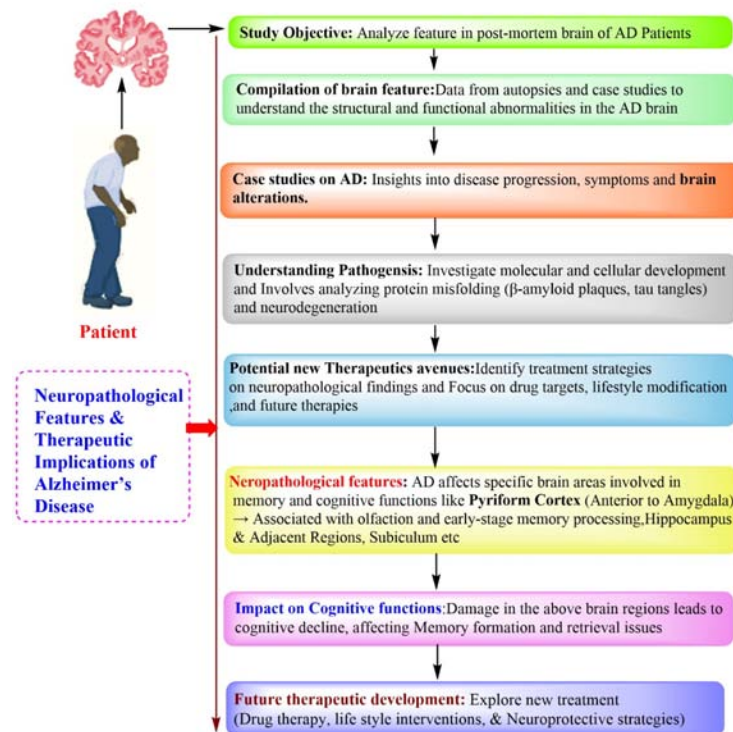 Study Objective: Analyze feature in post-mortem brain of AD Patients
Compilation of brain feature:Data from autopsies and case studies to
understand the structural and functional abnormalities in the AD brain
Case studies on AD: Insights into disease progression, symptoms and brain
alterations.
Understanding Pathogensis: Investigate molecular and cellular development
and Involves analyzing protein misfolding (β-amyloid plaques, tau tangles)
and neurodegeneration
Patient
Neuropathological
Features &
Therapeutic
Implications of
Alzheimer's
Disease
Potential new Therapeutics avenues:Identify treatment strategies
on neuropathological findings and Focus on drug targets, lifestyle modification
,and future therapies
Neropathological features: AD affects specific brain areas involved in
memory and cognitive functions like Pyriform Cortex (Anterior to Amygdala)
→ Associated with olfaction and early-stage memory processing,Hippocampus
& Adjacent Regions, Subiculum etc
Impact on Cognitive functions:Damage in the above brain regions leads to
cognitive decline, affecting Memory formation and retrieval issues
Future therapeutic development: Explore new treatment
(Drug therapy, life style interventions, & Neuroprotective strategies)